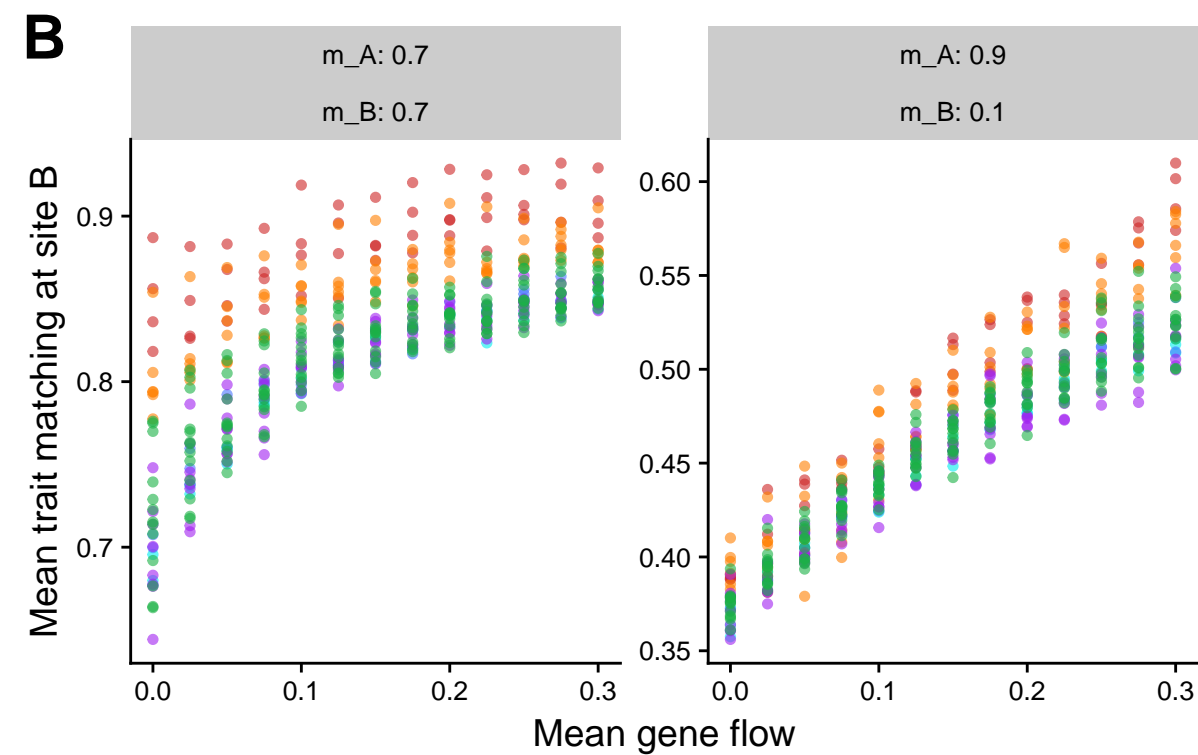 B
m_A: 0.7
m_B: 0.7
m_A: 0.9
m_B: 0.1
Mean trait matching at site B
0.9
0.8
0.7
0.60
0.55
0.50
0.45
0.40
0.35
0.0 0.1 0.2 0.3
0.0 0.1 0.2 0.3
Mean gene flow